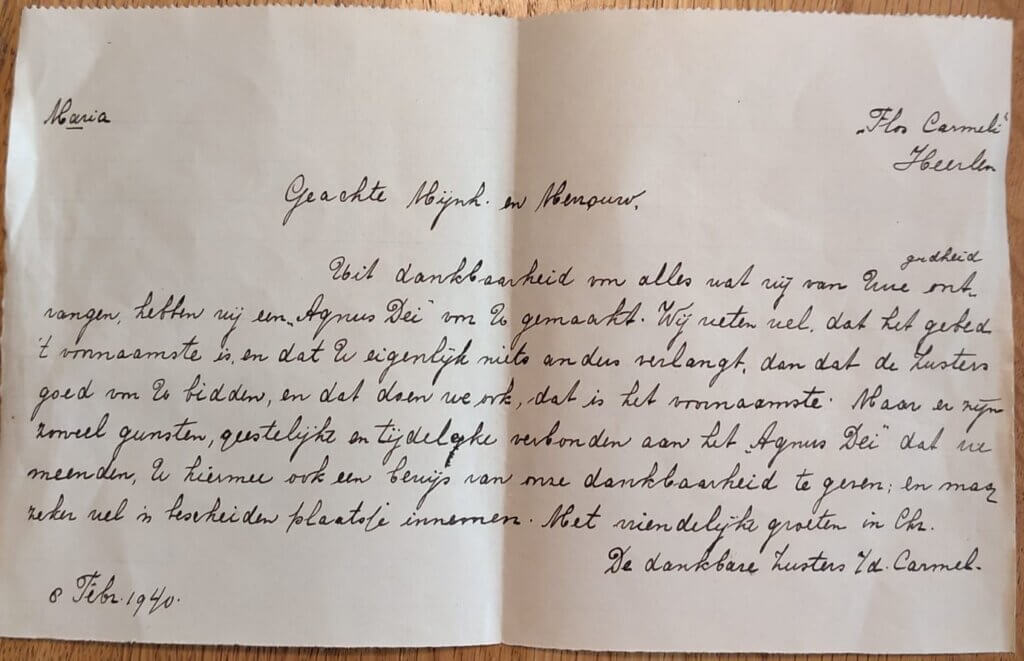 Maria
„Flos Carmeli"
Heerlen
Geachte Mijnh. en Mevrouw,
goedheid
Uit dankbaarheid voor alles wat wij van Uwe ont-
vangen, hebben wij een „Agnus Dei" voor U gemaakt. Wij weten wel, dat het gebed
't voornaamste is, en dat U eigenlijk niets anders verlangt, dan dat de Zusters
goed voor U bidden, en dat doen we ook, dat is het voornaamste. Maar er zijn
zoveel gunsten, geestelijke en tijdelijke verbonden aan het „Agnus Dei" dat we
meenden, U hiermee ook een bewijs van onze dankbaarheid te geven; en mag
zeker wel 'n bescheiden plaatsje innemen. Met vriendelijke groeten in Chr.
De dankbare Zusters v/d. Carmel.
8 Febr. 1940.